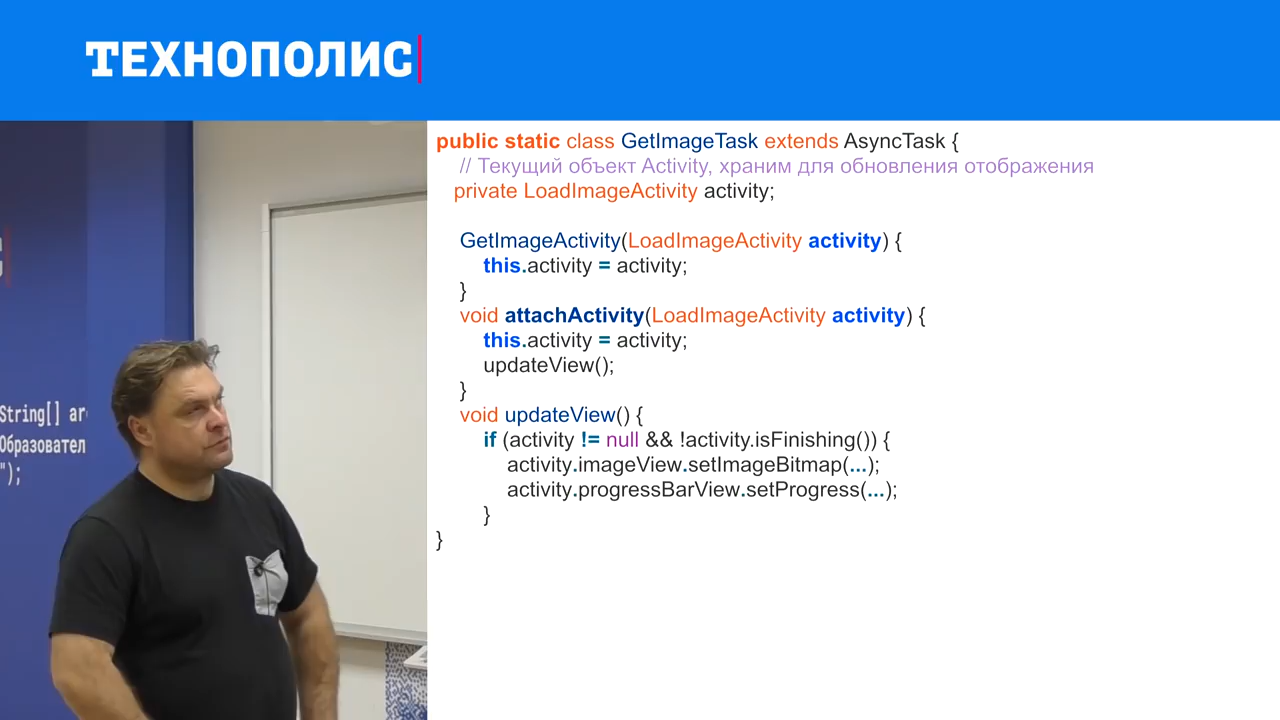 ТЕХНОПОЛИС
public static class GetImageTask extends AsyncTask {
// Текущий объект Activity, храним для обновления отображения
private LoadImageActivity activity;
GetImageActivity(LoadImageActivity activity) {
this.activity = activity;
}
void attachActivity(LoadImageActivity activity) {
this.activity = activity;
updateView();
}
void updateView() {
if (activity != null && !activity.isFinishing()) {
activity.imageView.setImageBitmap(...);
activity.progressBarView.setProgress(...);
}
}
String[] ar
Образовател
");